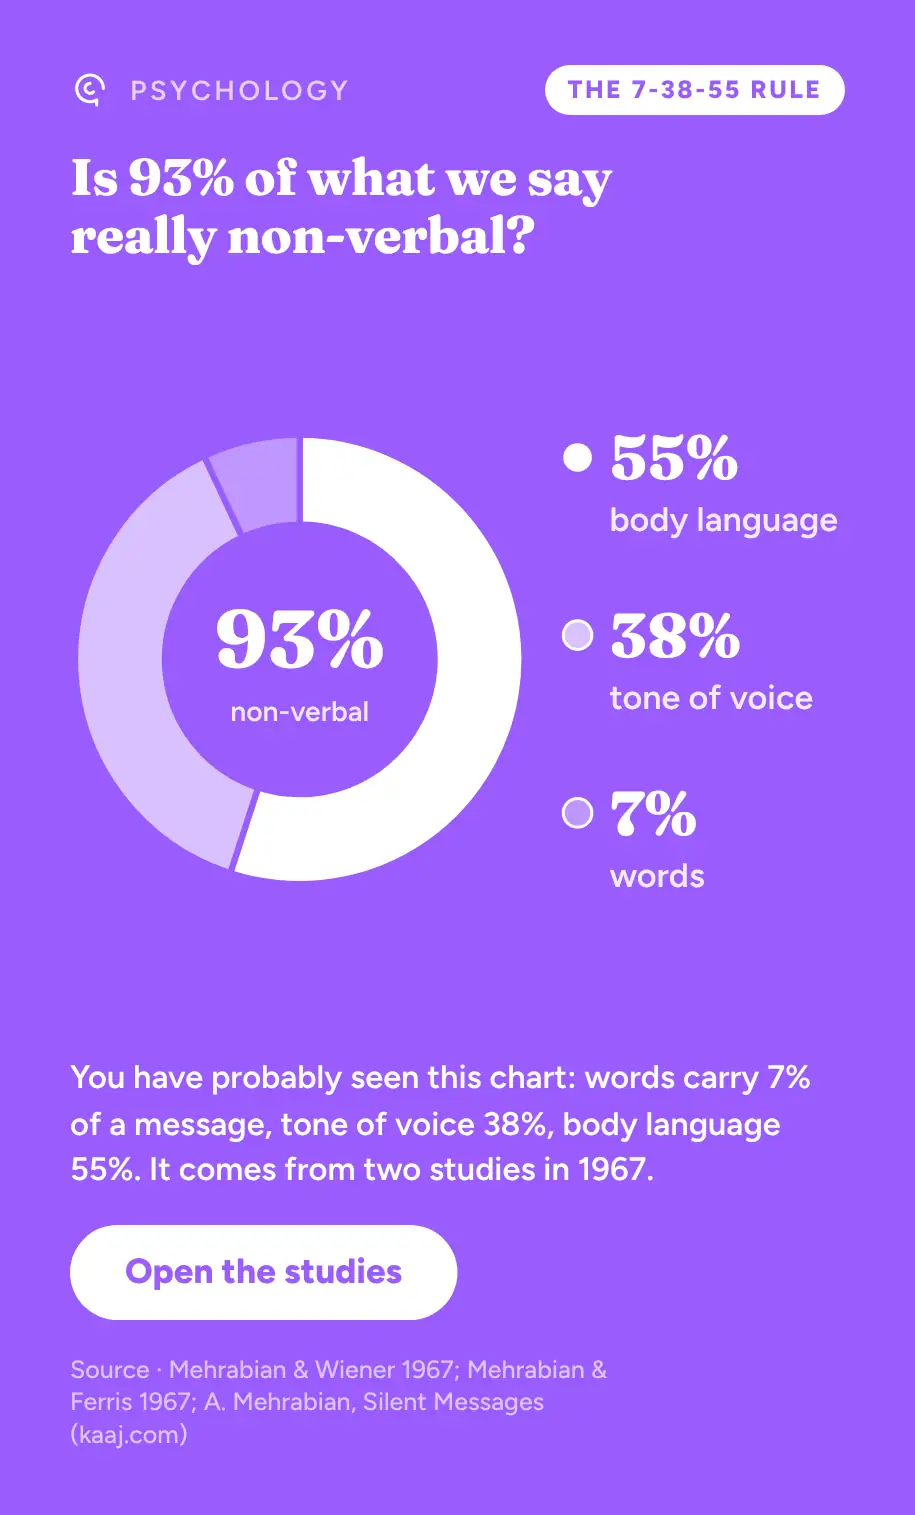 PSYCHOLOGY
THE 7-38-55 RULE
Is 93% of what we say
really non-verbal?
93%
non-verbal
55%
body language
38%
tone of voice
7%
words
You have probably seen this chart: words carry 7%
of a message, tone of voice 38%, body language
55%. It comes from two studies in 1967.
Open the studies
Source · Mehrabian & Wiener 1967; Mehrabian &
Ferris 1967; A. Mehrabian, Silent Messages
(kaaj.com)